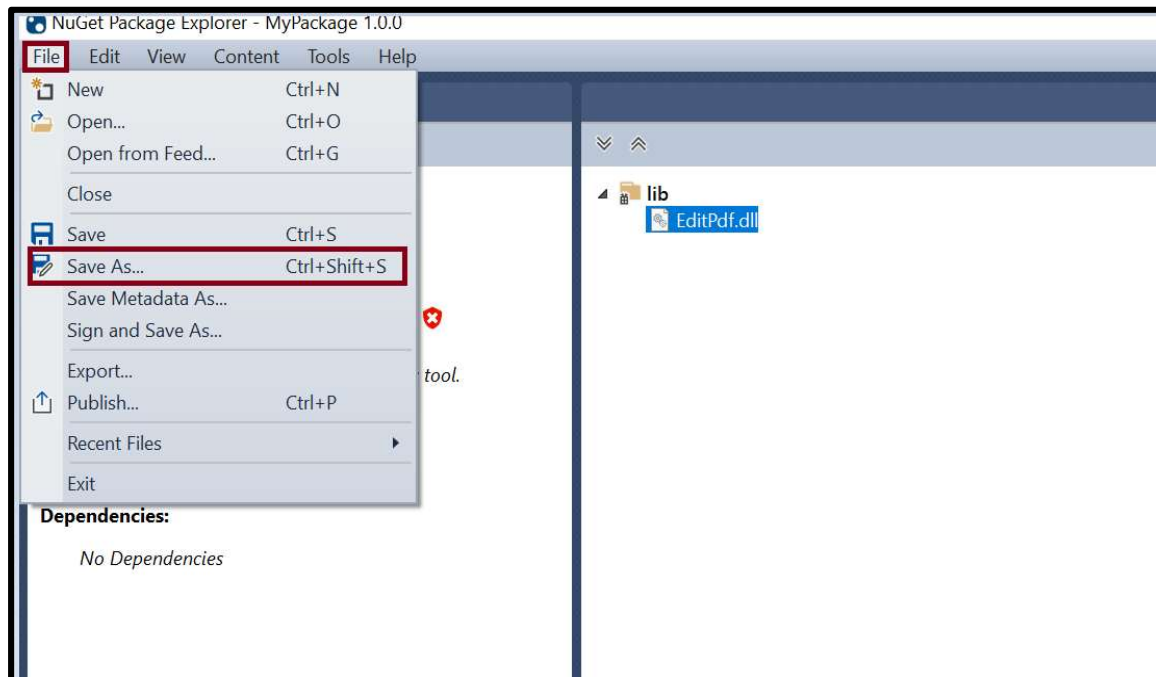 NuGet Package Explorer - MyPackage 1.0.0
File Edit View Content Tools Help
New Ctrl+N
Open... Ctrl+O
Open from Feed... Ctrl+G
Close
Save Ctrl+S
Save As... Ctrl+Shift+S
Save Metadata As...
Sign and Save As...
Export...
Publish... Ctrl+P
Recent Files
Exit
tool.
Dependencies:
No Dependencies
lib
EditPdf.dll